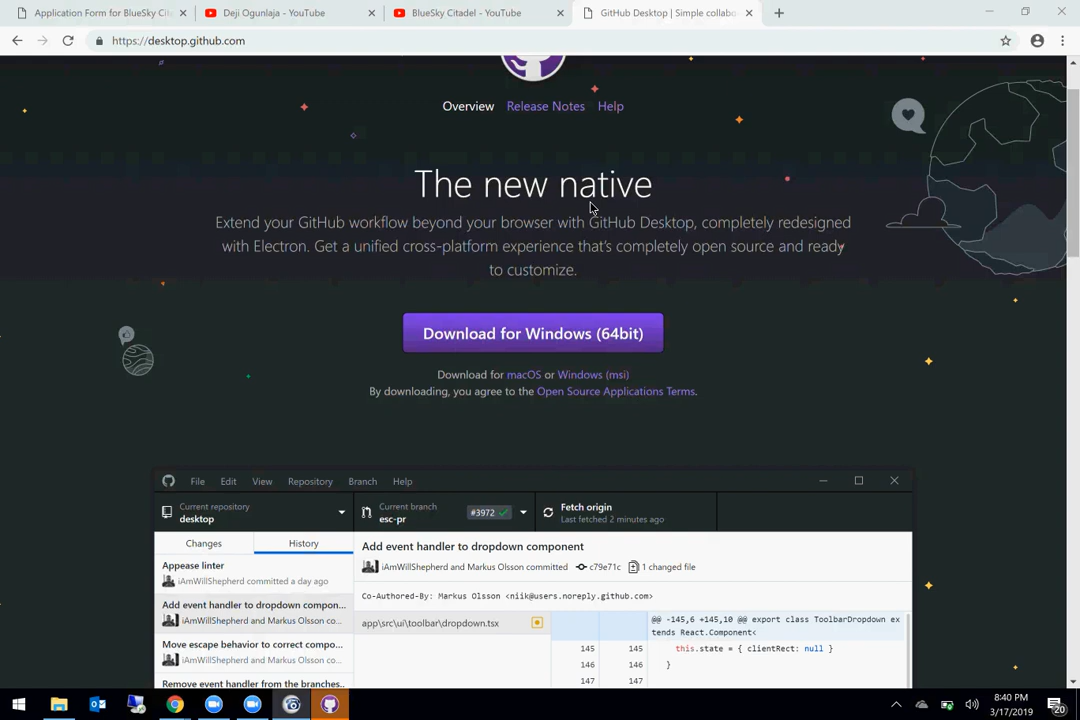 Application Form for BlueSky Cit
Deji Ogunlaja - YouTube
BlueSky Citadel - YouTube
GitHub Desktop | Simple collabo
https://desktop.github.com
Overview Release Notes Help
The new native
Extend your GitHub workflow beyond your browser with GitHub Desktop, completely redesigned
with Electron. Get a unified cross-platform experience that's completely open source and ready
to customize.
Download for Windows (64bit)
Download for macOS or Windows (msi)
By downloading, you agree to the Open Source Applications Terms.
File Edit View Repository Branch Help
Current repository
desktop
Current branch
esc-pr
#3972
Fetch origin
Last fetched 2 minutes ago
Changes History
Appease linter
iAmWillShepherd committed a day ago
Add event handler to dropdown compon...
iAmWillShepherd and Markus Olsson co...
Move escape behavior to correct compo...
iAmWillShepherd and Markus Olsson co...
Remove event handler from the branches..
Add event handler to dropdown component
iAmWillShepherd and Markus Olsson committed c79e71c 1 changed file
Co-Authored-By: Markus Olsson <niik@users.noreply.github.com>
app\src\ui\toolbar\dropdown.tsx
@@ -145,6 +145,10 @@ export class ToolbarDropdown ex
tends React.Component<
145 145 this.state = { clientRect: null }
146 146 }
147 147
8:40 PM
3/17/2019
20